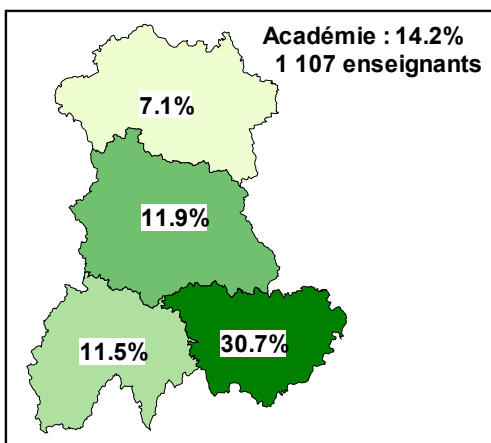 Académie : 14.2%
1 107 enseignants
7.1%
11.9%
11.5%
30.7%